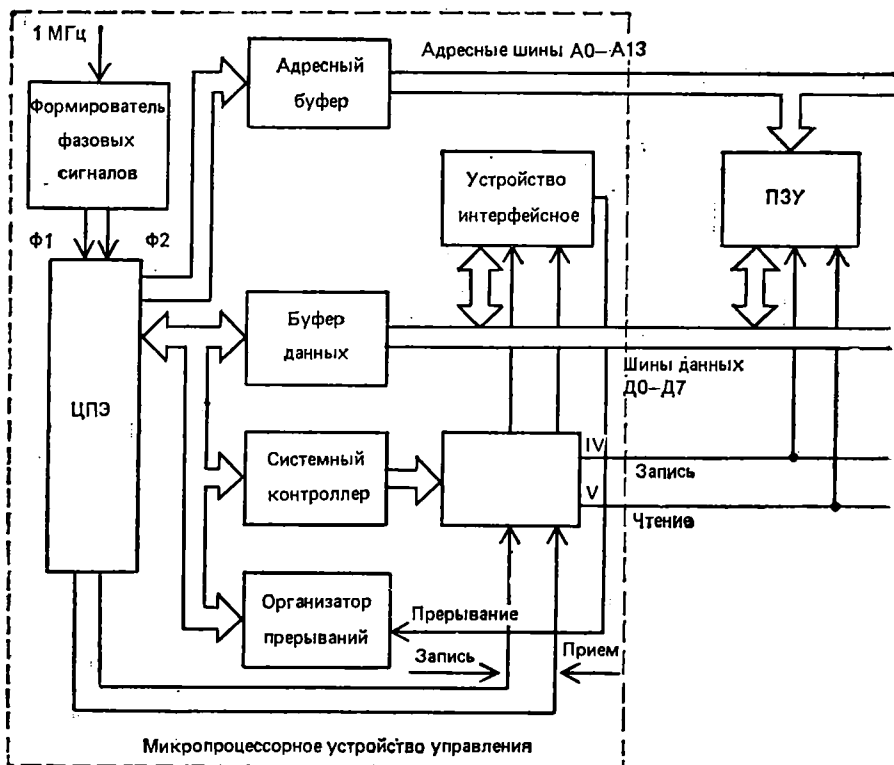 1 МГц
Формирователь
фазовых
сигналов
Ф1
Ф2
ЦПЭ
Адресный
буфер
Адресные шины А0–А13
Устройство
интерфейсное
ПЗУ
Буфер
данных
Шины данных
Д0–Д7
Системный
контроллер
IV
Запись
V
Чтение
Организатор
прерываний
Прерывание
Запись
Прием
Микропроцессорное устройство управления